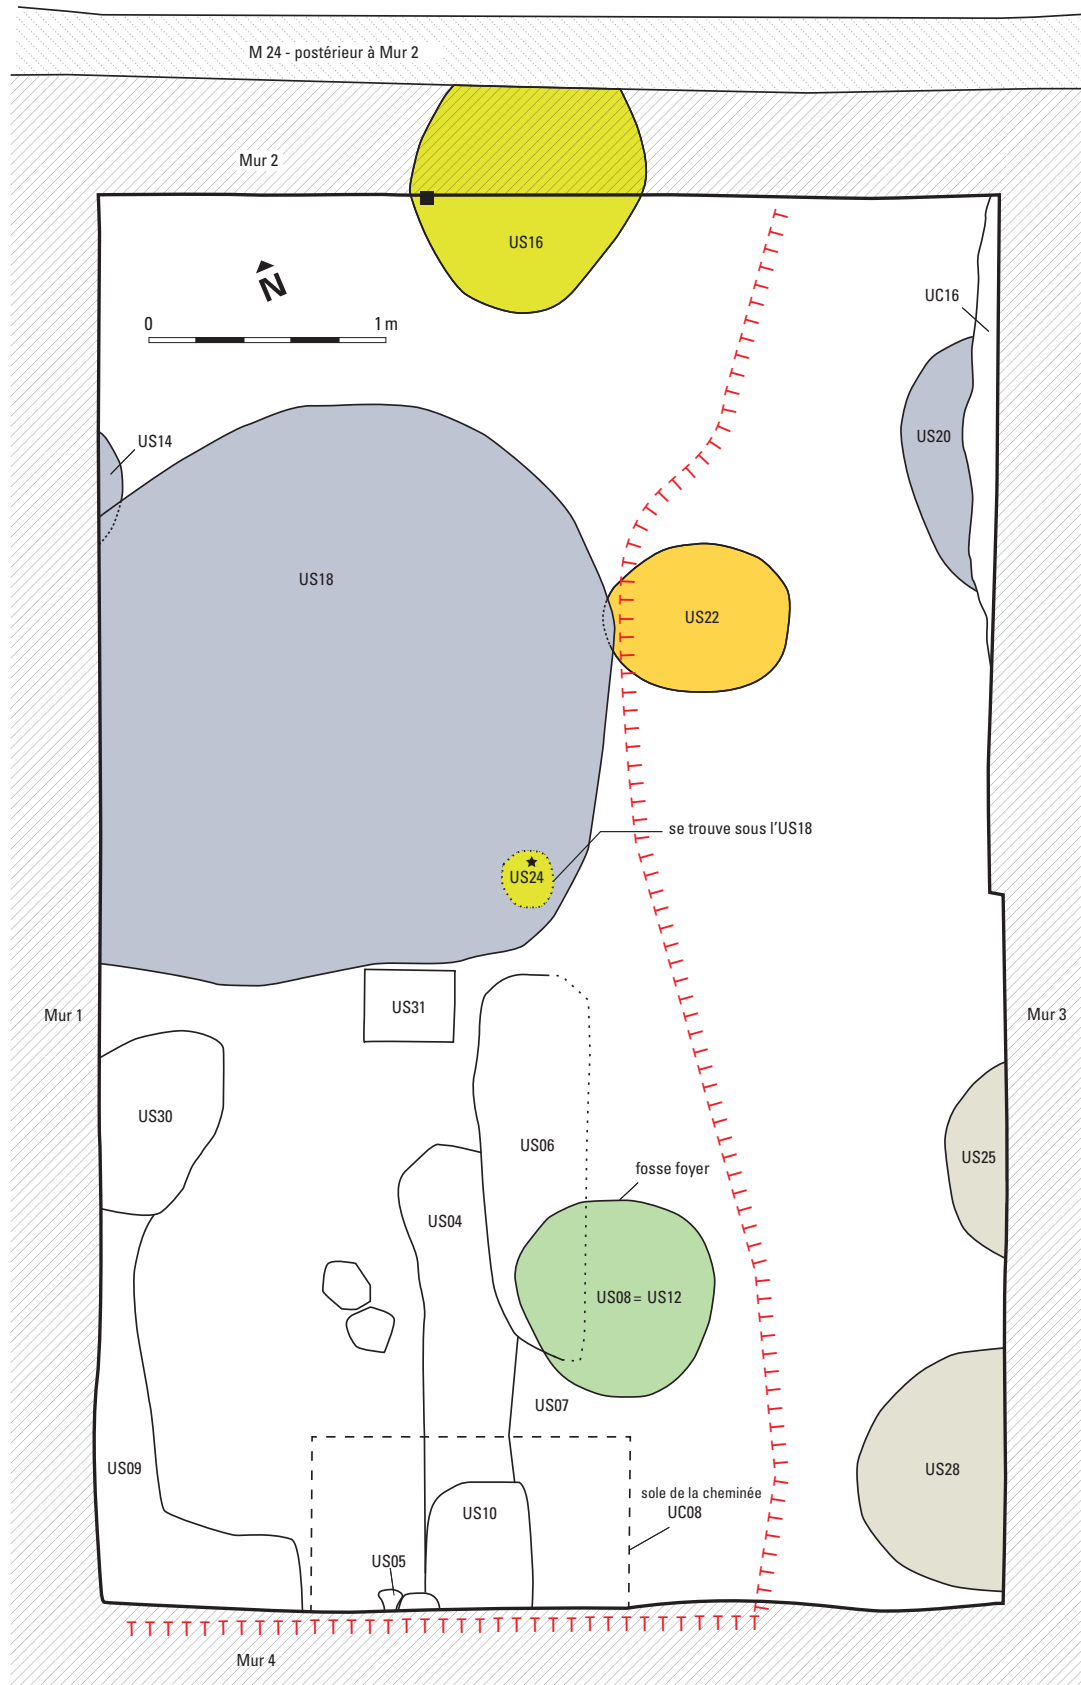 M 24 - postérieur à Mur 2
Mur 2
US16
N
0 1 m
UC16
US14
US20
US18
US22
se trouve sous l'US18
US24
US31
Mur 1
Mur 3
US30
US06
US25
fosse foyer
US04
US08 = US12
US07
US09
US28
sole de la cheminée
UC08
US10
US05
Mur 4